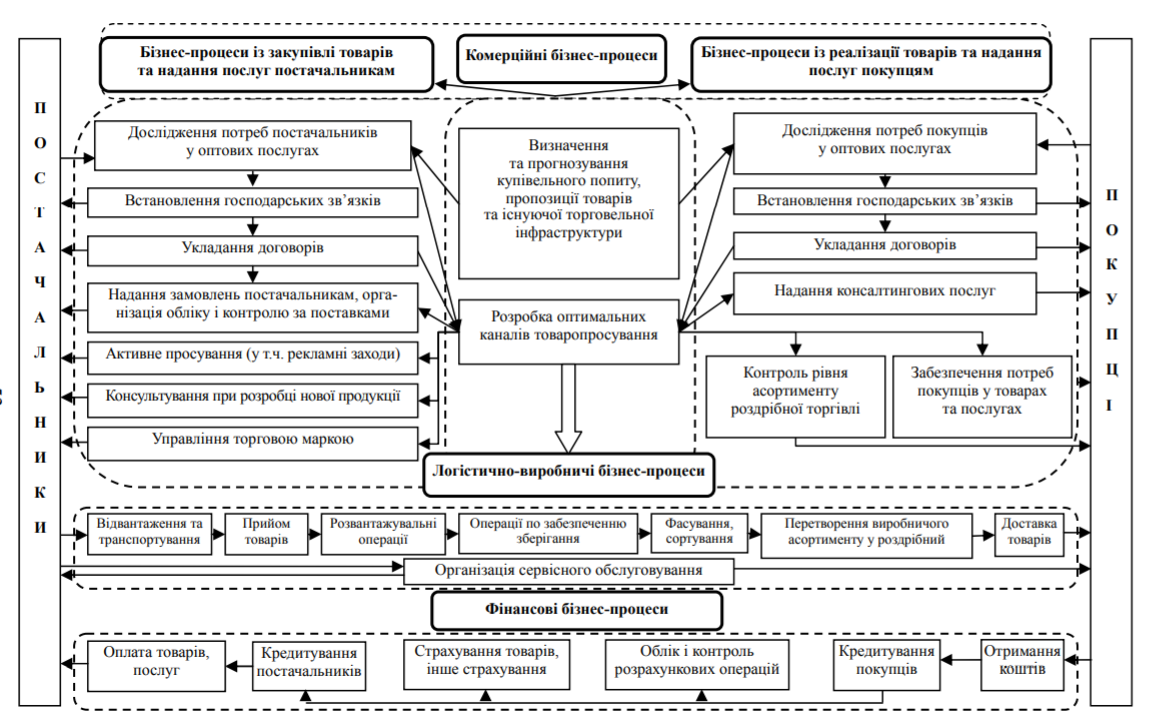 Бізнес-процеси із закупівлі товарів
та надання послуг постачальникам
Комерційні бізнес-процеси
Бізнес-процеси із реалізації товарів та надання
послуг покупцям
ПОСТАЧАЛЬНИКИ
Дослідження потреб постачальників
у оптових послугах
Встановлення господарських зв’язків
Укладання договорів
Надання замовлень постачальникам, орга-
нізація обліку і контролю за поставками
Активне просування (у т.ч. рекламні заходи)
Консультування при розробці нової продукції
Управління торговою маркою
Визначення
та прогнозування
купівельного попиту,
пропозиції товарів
та існуючої торговельної
інфраструктури
Розробка оптимальних
каналів товаропросування
Дослідження потреб покупців
у оптових послугах
Встановлення господарських зв’язків
Укладання договорів
Надання консалтингових послуг
Контроль рівня
асортименту
роздрібної торгівлі
Забезпечення потреб
покупців у товарах
та послугах
ПОКУПЦІ
Логістично-виробничі бізнес-процеси
Відвантаження та
транспортування
Прийом
товарів
Розвантажувальні
операції
Операції по забезпеченню
зберігання
Фасування,
сортування
Перетворення виробничого
асортименту у роздрібний
Доставка
товарів
Організація сервісного обслуговування
Фінансові бізнес-процеси
Оплата товарів,
послуг
Кредитування
постачальників
Страхування товарів,
інше страхування
Облік і контроль
розрахункових операцій
Кредитування
покупців
Отримання
коштів